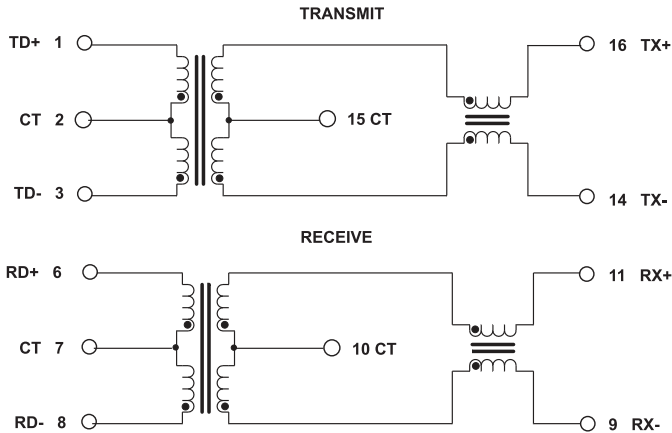 TRANSMIT
TD+ 1
16 TX+
CT 2
15 CT
TD- 3
14 TX-
RECEIVE
RD+ 6
11 RX+
CT 7
10 CT
RD- 8
9 RX-